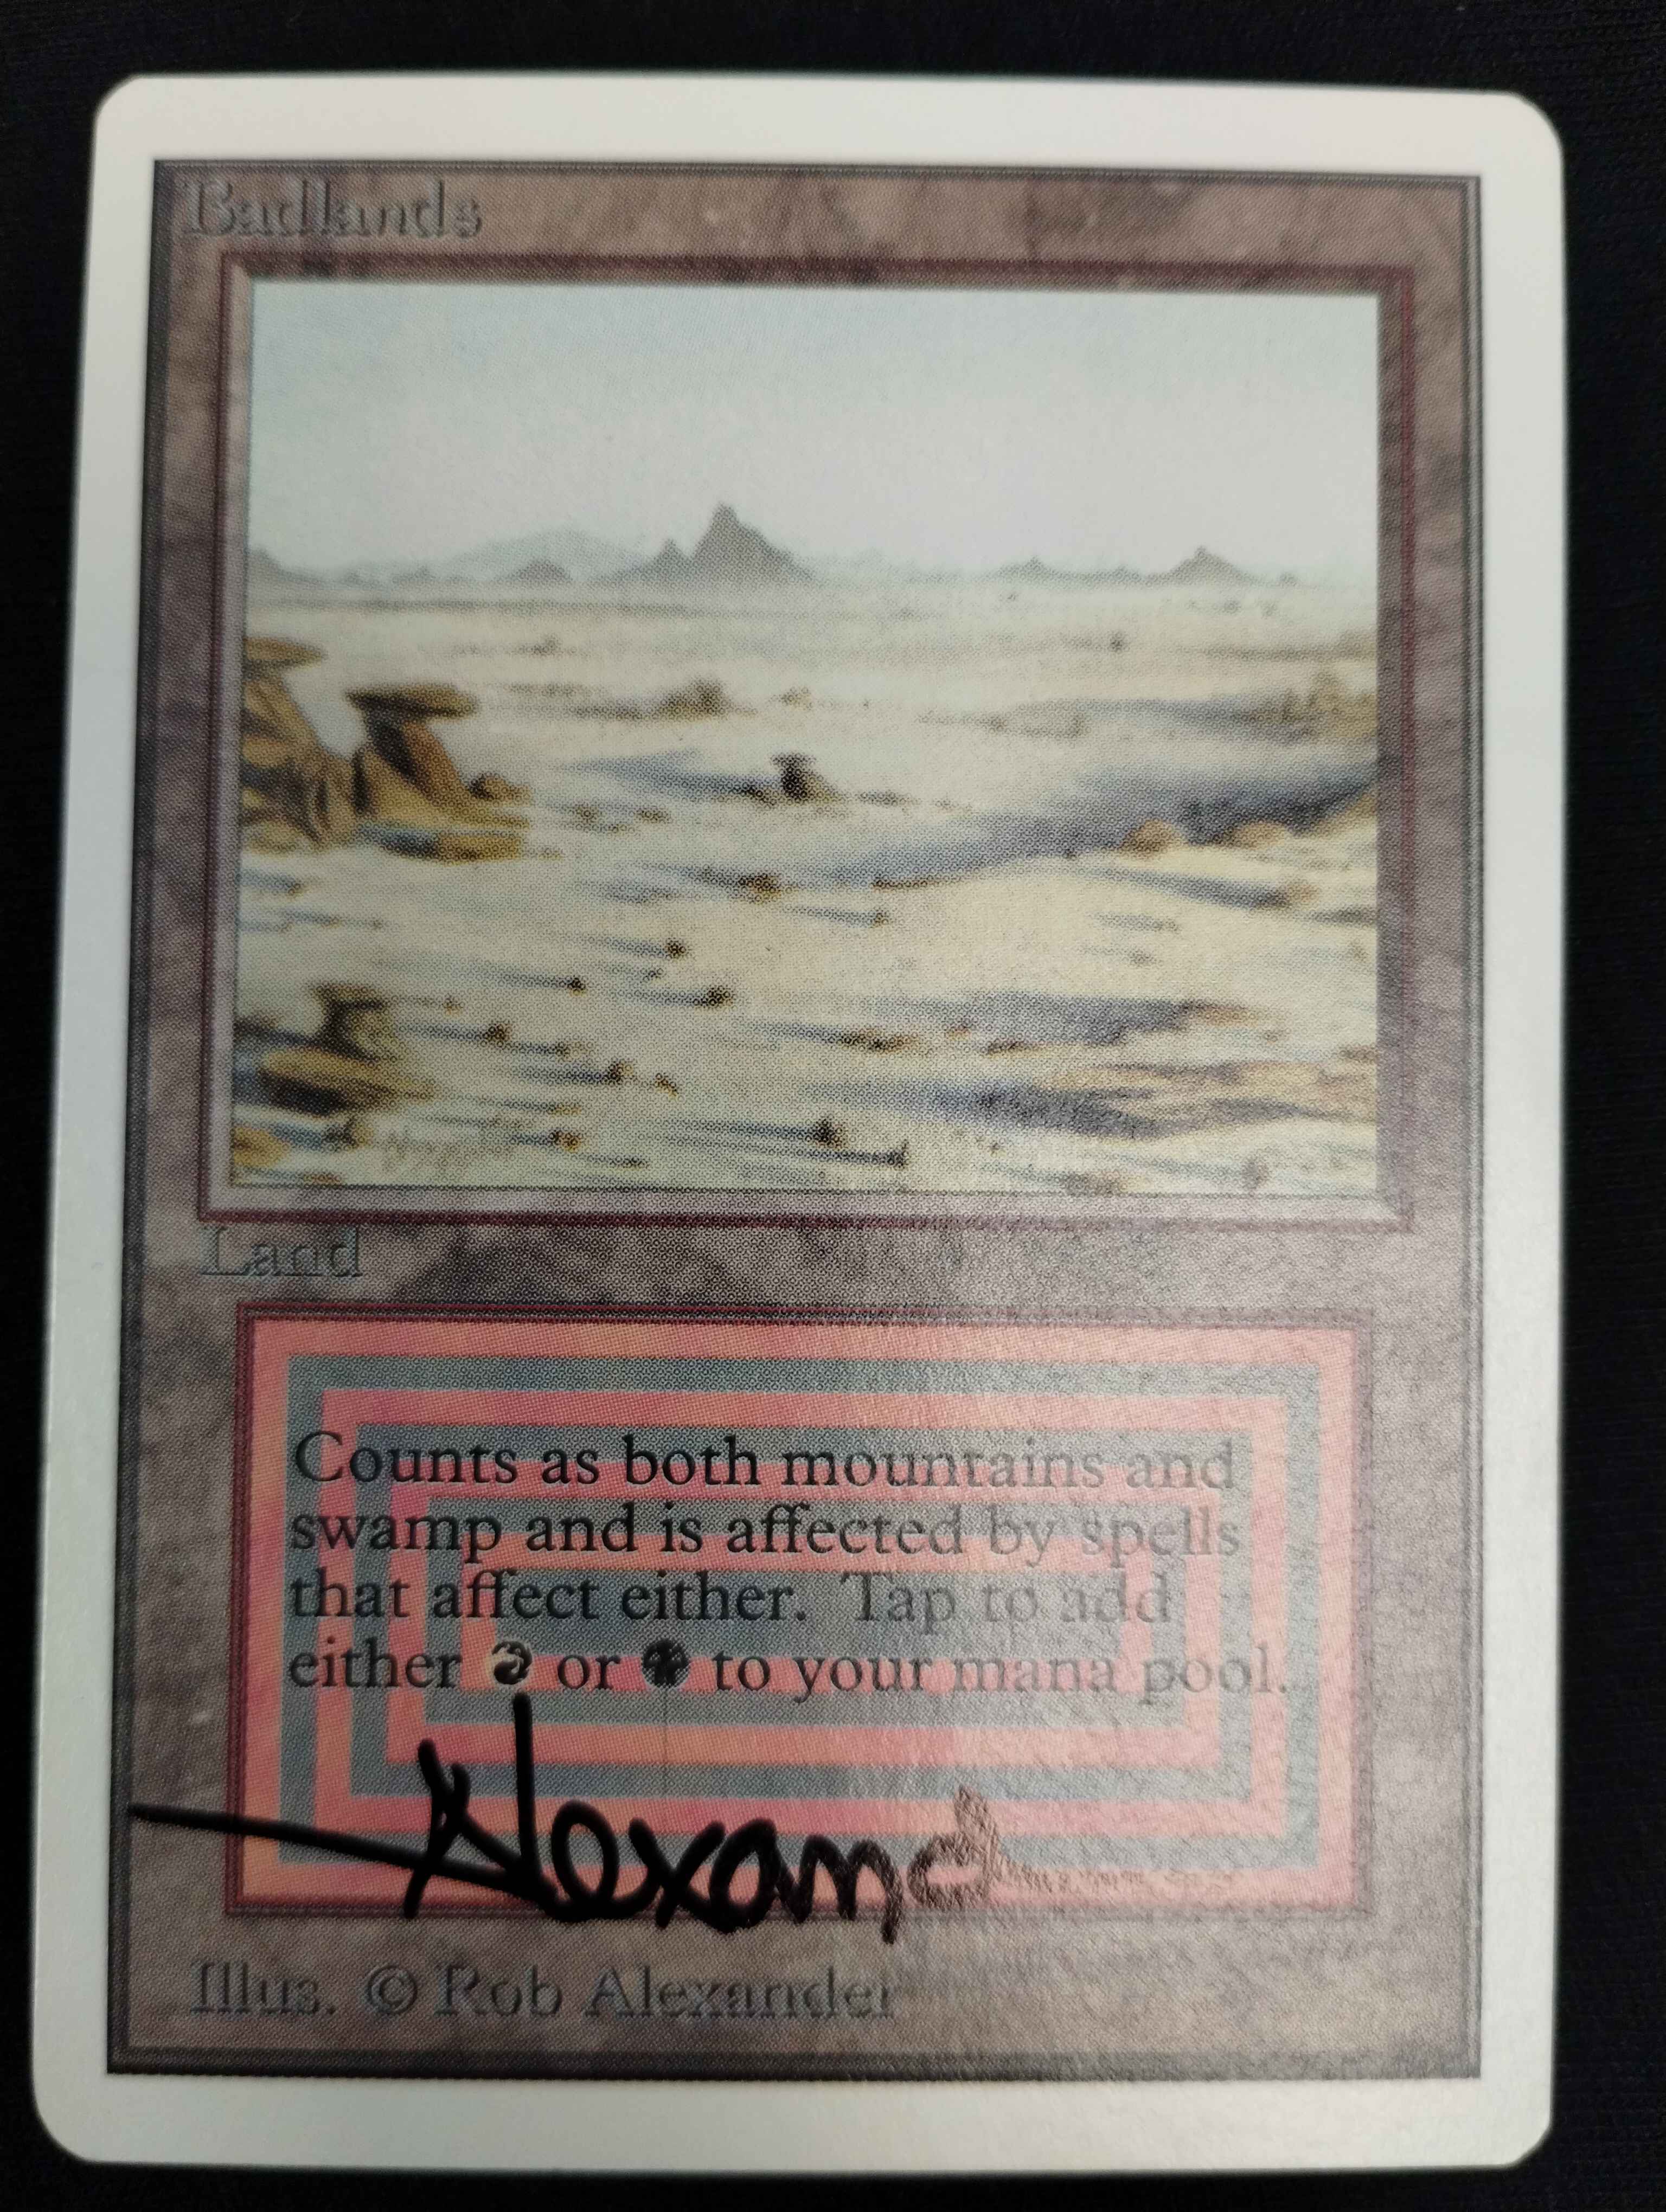 Badlands
Land
Counts as both mountains and
swamp and is affected by spells
that affect either. Tap to add
either or to your mana pool.
Alexand
Illus. © Rob Alexander